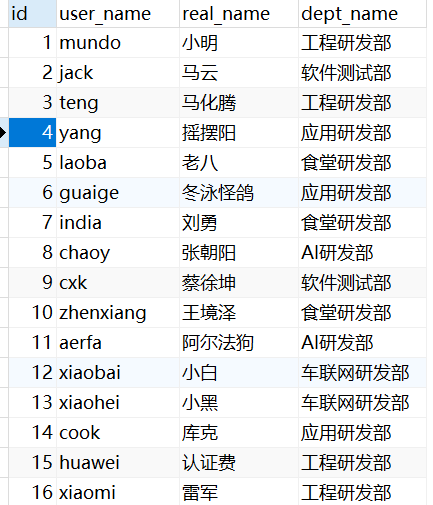 id user_name real_name dept_name
1 mundo 小明 工程研发部
2 jack 马云 软件测试部
3 teng 马化腾 工程研发部
4 yang 摇摆阳 应用研发部
5 laoba 老八 食堂研发部
6 guaige 冬泳怪鸽 应用研发部
7 india 刘勇 食堂研发部
8 chaoy 张朝阳 AI研发部
9 cxk 蔡徐坤 软件测试部
10 zhenxiang 王境泽 食堂研发部
11 aerfa 阿尔法狗 AI研发部
12 xiaobai 小白 车联网研发部
13 xiaohei 小黑 车联网研发部
14 cook 库克 应用研发部
15 huawei 认证费 工程研发部
16 xiaomi 雷军 工程研发部